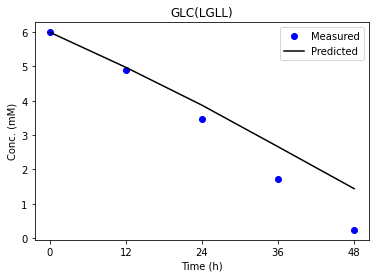 GLC(LGLL)
Measured
Predicted
Conc. (mM)
6
5
4
3
2
1
0
0 12 24 36 48
Time (h)